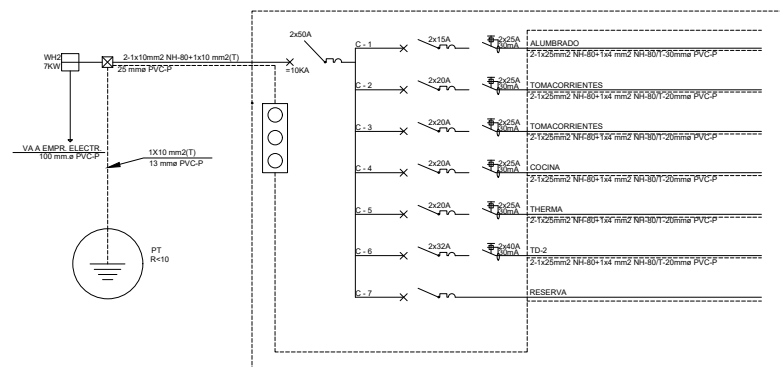 WH2
7KW
2-1x10mm2 NH-80+1x10 mm2(T)
25 mmø PVC-P
VA A EMPR. ELECTR.
100 mm.ø PVC-P
1X10 mm2(T)
13 mmø PVC-P
PT
R<10
2x50A
=10KA
C - 1
2x15A
2x25A
30mA
ALUMBRADO
2-1x25mm2 NH-80+1x4 mm2 NH-80/T-30mmø PVC-P
C - 2
2x20A
2x25A
30mA
TOMACORRIENTES
2-1x25mm2 NH-80+1x4 mm2 NH-80/T-20mmø PVC-P
C - 3
2x20A
2x25A
30mA
TOMACORRIENTES
2-1x25mm2 NH-80+1x4 mm2 NH-80/T-20mmø PVC-P
C - 4
2x20A
2x25A
30mA
COCINA
2-1x25mm2 NH-80+1x4 mm2 NH-80/T-20mmø PVC-P
C - 5
2x20A
2x25A
30mA
THERMA
2-1x25mm2 NH-80+1x4 mm2 NH-80/T-20mmø PVC-P
C - 6
2x32A
2x40A
30mA
TD-2
2-1x25mm2 NH-80+1x4 mm2 NH-80/T-20mmø PVC-P
C - 7
RESERVA